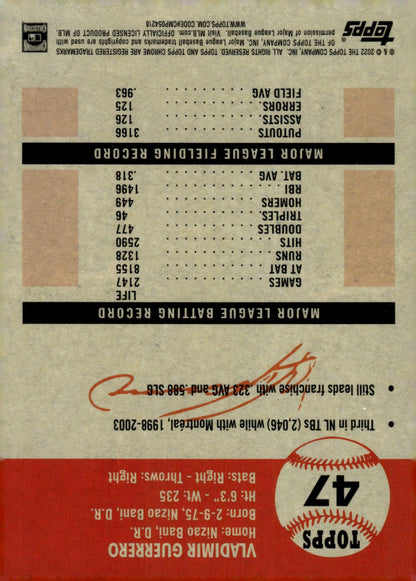 TOPPS
47
VLADIMIR GUERRERO
Home: Nizao Bani, D.R.
Born: 2-9-75, Nizao Bani, D.R.
Ht: 6'3" - Wt: 235
Bats: Right - Throws: Right
• Third in NL TBs (2,046) while with Montréal, 1998-2003
• Still leads franchise with .323 AVG and .588 SLG
MAJOR LEAGUE BATTING RECORD
LIFE
GAMES 2147
AT BAT 8155
RUNS 1328
HITS 2590
DOUBLES 477
TRIPLES 46
HOMERS 449
RBI 1496
BAT. AVG .318
MAJOR LEAGUE FIELDING RECORD
PUTOUTS 3166
ASSISTS 126
ERRORS 125
FIELD AVG .963
topps
® & © 2022 THE TOPPS COMPANY, INC. ALL RIGHTS RESERVED. TOPPS AND TOPPS CHROME ARE TRADEMARKS
OF THE TOPPS COMPANY, INC. Major League Baseball trademarks and copyrights are used with
permission of Major League Baseball. Visit MLB.com OFFICIALLY LICENSED PRODUCT OF MLB.
WWW.TOPPS.COM. CODE#CMP054218